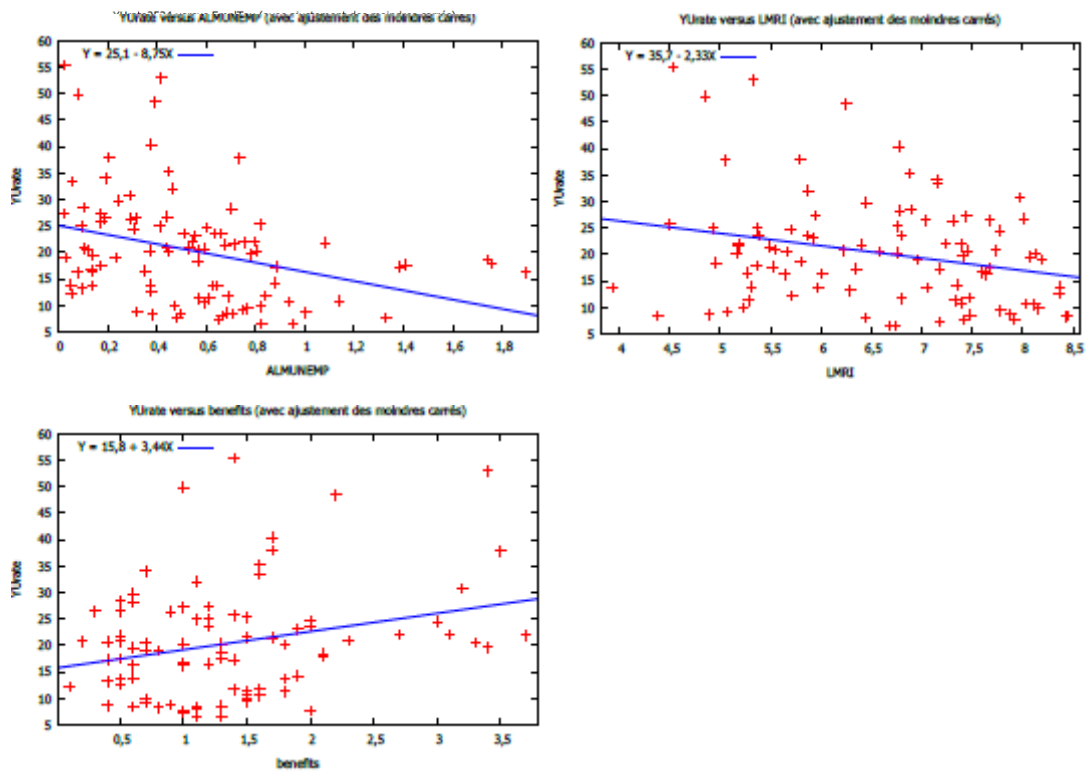 YUrate versus ALMUNEMP (avec ajustement des moindres carres)
Y = 25,1 - 8,75X
60
55
50
45
40
35
30
25
20
15
10
5
YUrate
0 0,2 0,4 0,6 0,8 1 1,2 1,4 1,6 1,8
ALMUNEMP
YUrate versus LMRI (avec ajustement des moindres carrés)
Y = 35,7 - 2,33X
60
55
50
45
40
35
30
25
20
15
10
5
YUrate
4 4,5 5 5,5 6 6,5 7 7,5 8 8,5
LMRI
YUrate versus benefits (avec ajustement des moindres carrés)
Y = 15,8 + 3,44X
60
55
50
45
40
35
30
25
20
15
10
5
YUrate
0,5 1 1,5 2 2,5 3 3,5
benefits